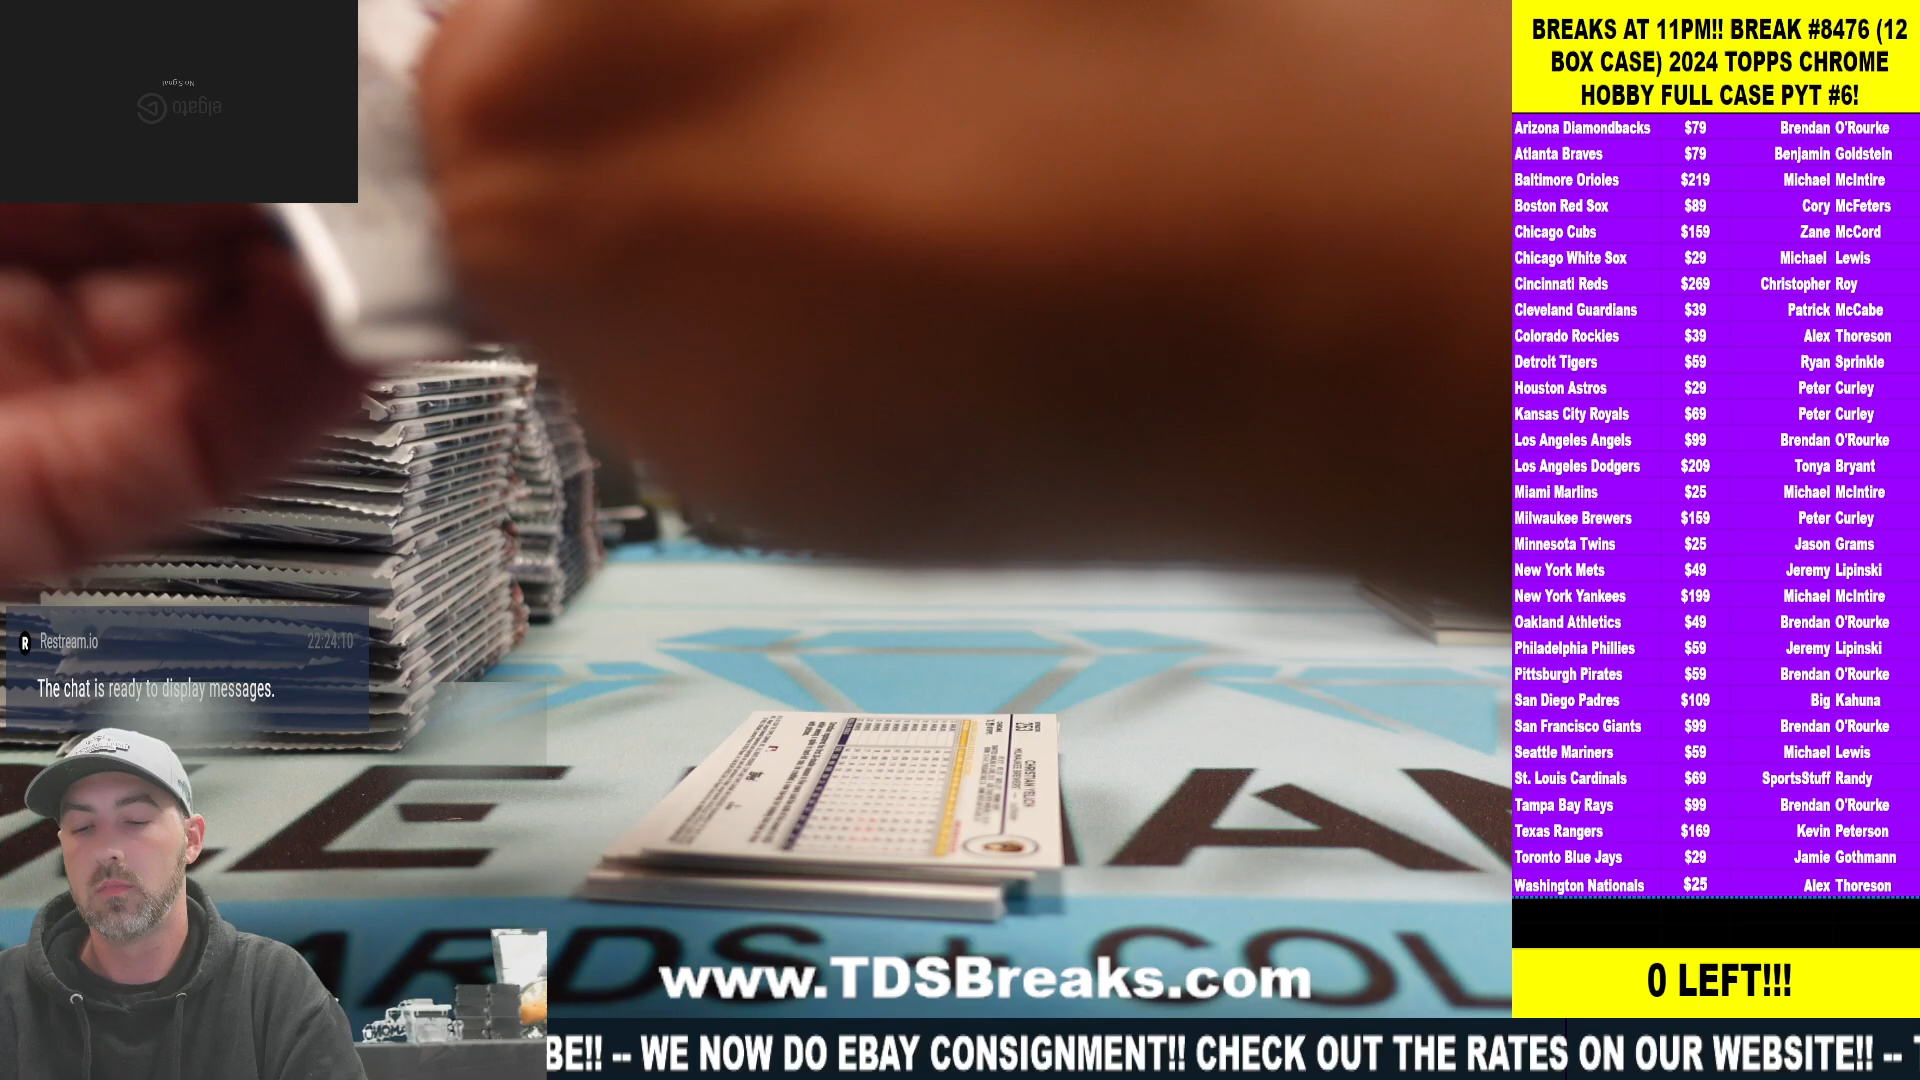 BREAKS AT 11PM!! BREAK #8476 (12
BOX CASE) 2024 TOPPS CHROME
HOBBY FULL CASE PYT #6!
Arizona Diamondbacks $79 Brendan O'Rourke
Atlanta Braves $79 Benjamin Goldstein
Baltimore Orioles $219 Michael McIntire
Boston Red Sox $89 Cory McFeters
Chicago Cubs $159 Zane McCord
Chicago White Sox $29 Michael Lewis
Cincinnati Reds $269 Christopher Roy
Cleveland Guardians $39 Patrick McCabe
Colorado Rockies $39 Alex Thoreson
Detroit Tigers $59 Ryan Sprinkle
Houston Astros $29 Peter Curley
Kansas City Royals $69 Peter Curley
Los Angeles Angels $99 Brendan O'Rourke
Los Angeles Dodgers $209 Tonya Bryant
Miami Marlins $25 Michael McIntire
Milwaukee Brewers $159 Peter Curley
Minnesota Twins $25 Jason Grams
New York Mets $49 Jeremy Lipinski
New York Yankees $199 Michael McIntire
Oakland Athletics $49 Brendan O'Rourke
Philadelphia Phillies $59 Jeremy Lipinski
Pittsburgh Pirates $59 Brendan O'Rourke
San Diego Padres $109 Big Kahuna
San Francisco Giants $99 Brendan O'Rourke
Seattle Mariners $59 Michael Lewis
St. Louis Cardinals $69 SportsStuff Randy
Tampa Bay Rays $99 Brendan O'Rourke
Texas Rangers $169 Kevin Peterson
Toronto Blue Jays $29 Jamie Gothmann
Washington Nationals $25 Alex Thoreson
0 LEFT!!!
No Signal
elgato
Restream.io 22:24:10
The chat is ready to display messages.
CHRISTIAN YELICH
MILWAUKEE BREWERS
www.TDSBreaks.com
BE!! -- WE NOW DO EBAY CONSIGNMENT!! CHECK OUT THE RATES ON OUR WEBSITE!! --